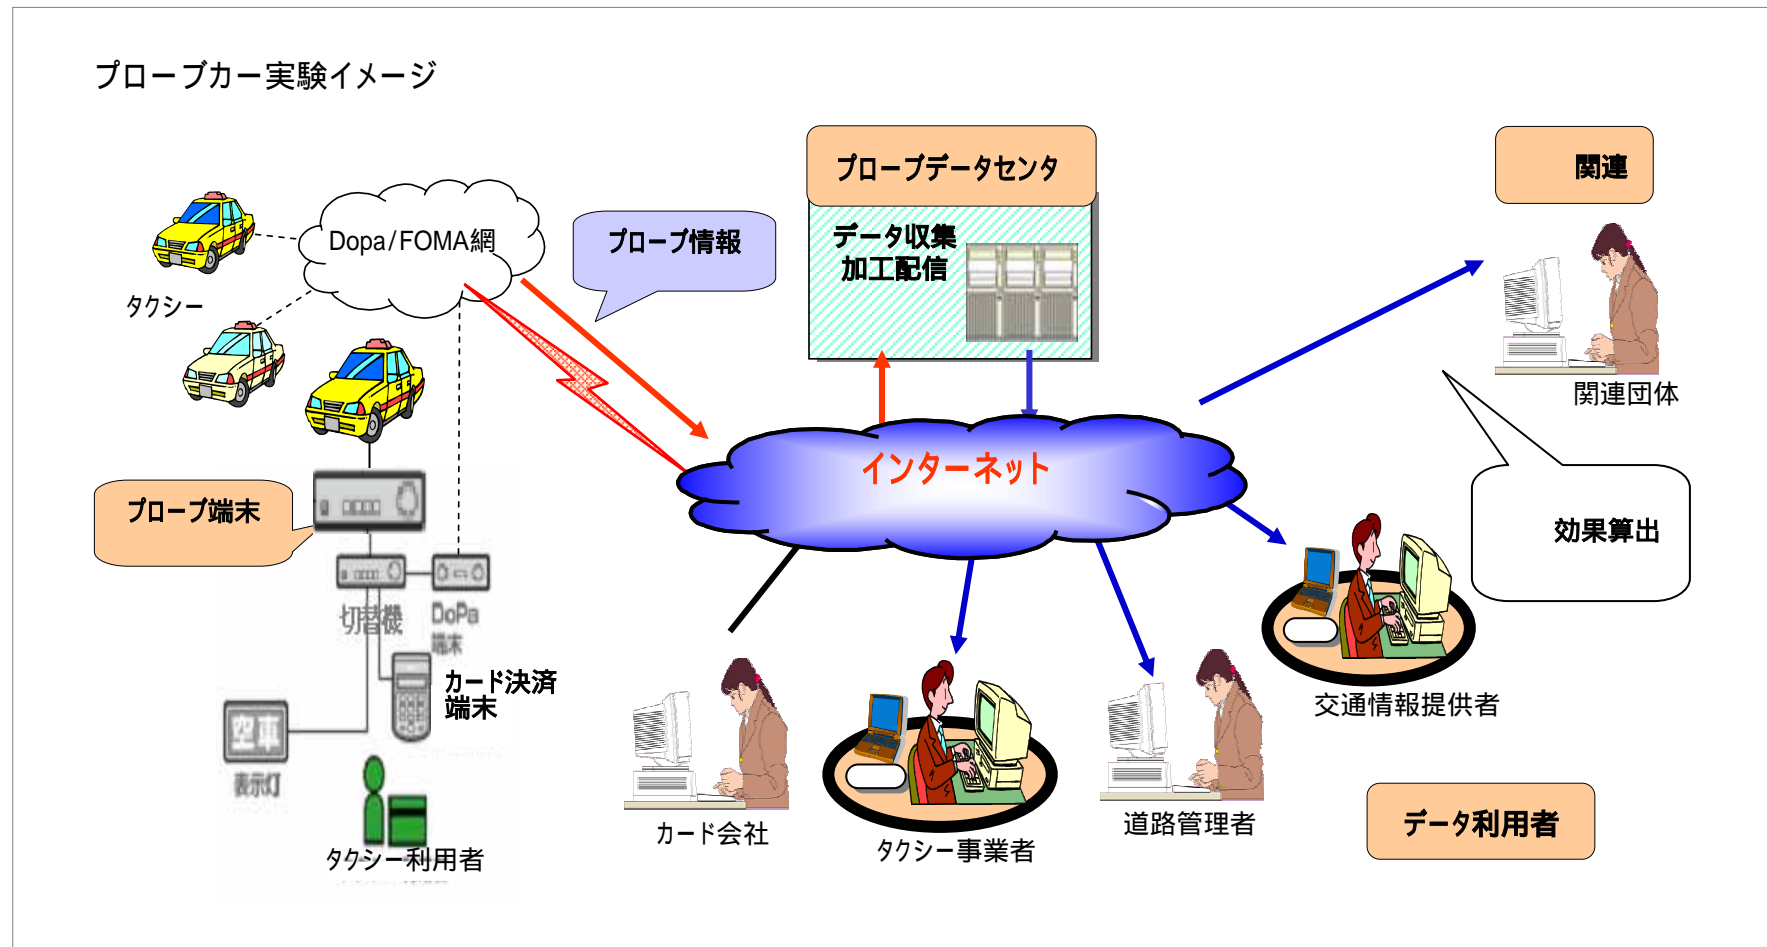 プローブカー実験イメージ
プローブデータセンタ
関連
Dopa/FOMA網
プローブ情報
データ収集
加工配信
タクシー
関連団体
インターネット
プローブ端末
効果算出
切替機
DoPa
端末
カード決済
端末
空車
表示灯
交通情報提供者
カード会社
タクシー事業者
道路管理者
データ利用者
タクシー利用者